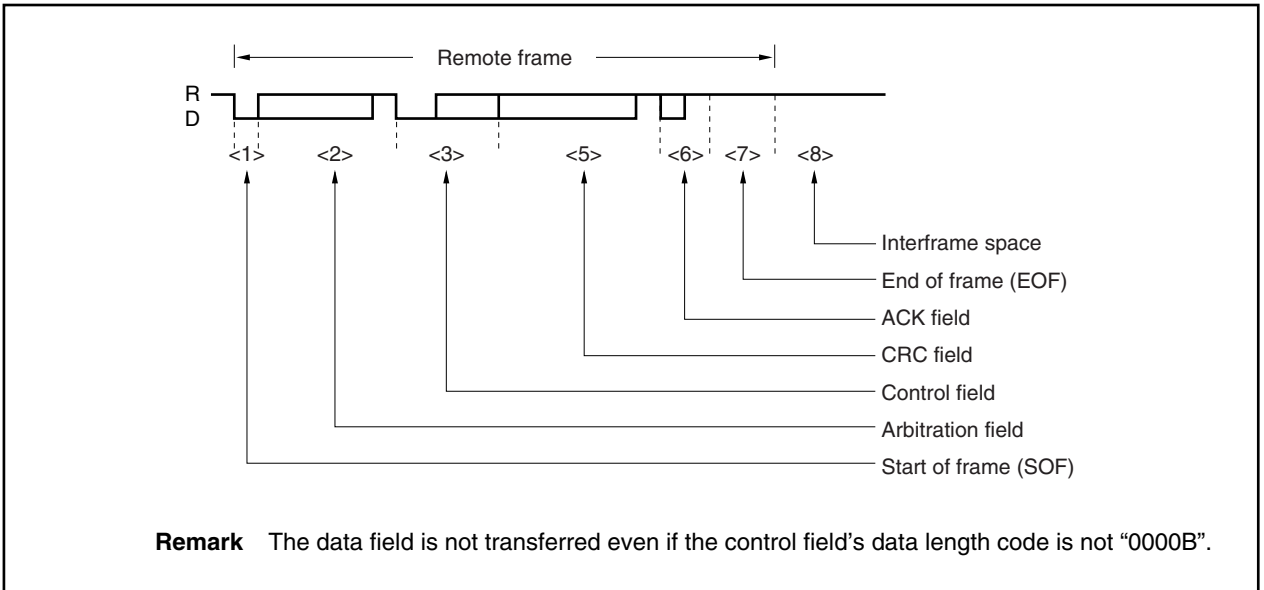 Remote frame
R
D
<1> <2> <3> <5> <6> <7> <8>
Interframe space
End of frame (EOF)
ACK field
CRC field
Control field
Arbitration field
Start of frame (SOF)
Remark The data field is not transferred even if the control field's data length code is not “0000B”.